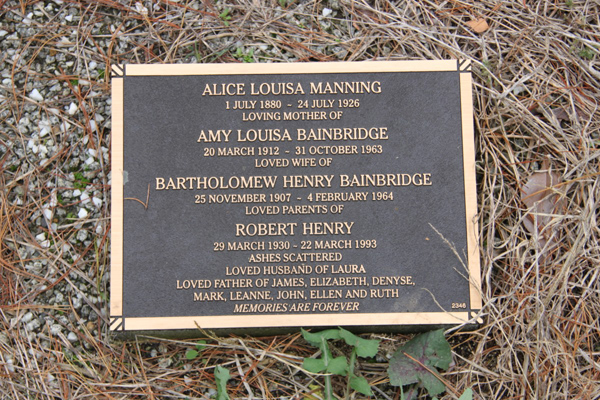 ALICE LOUISA MANNING
1 JULY 1880 - 24 JULY 1926
LOVING MOTHER OF
AMY LOUISA BAINBRIDGE
20 MARCH 1912 - 31 OCTOBER 1963
LOVED WIFE OF
BARTHOLOMEW HENRY BAINBRIDGE
25 NOVEMBER 1907 - 4 FEBRUARY 1964
LOVED PARENTS OF
ROBERT HENRY
29 MARCH 1930 - 22 MARCH 1993
ASHES SCATTERED
LOVED HUSBAND OF LAURA
LOVED FATHER OF JAMES, ELIZABETH, DENYSE,
MARK, LEANNE, JOHN, ELLEN AND RUTH
MEMORIES ARE FOREVER
2346